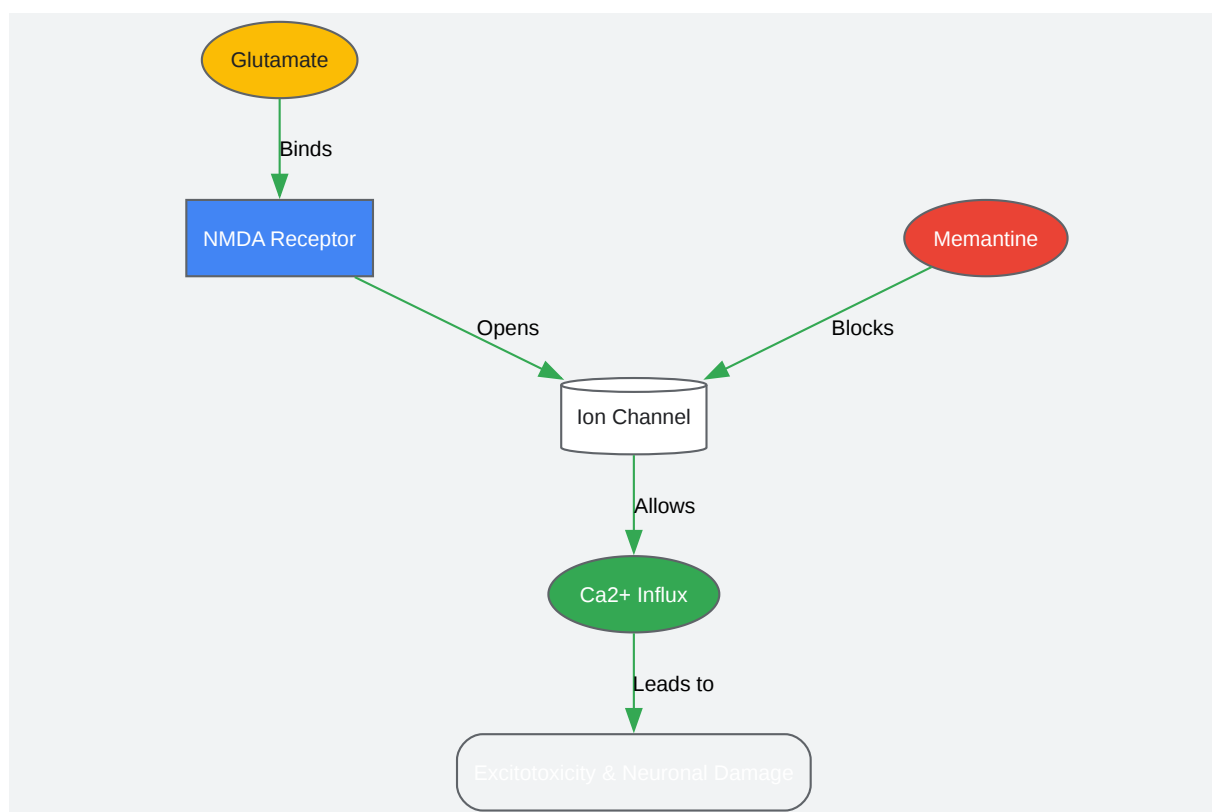 Glutamate
Binds
NMDA Receptor
Memantine
Opens
Blocks
Ion Channel
Allows
Ca2+ Influx
Leads to
Excitotoxicity & Neuronal Damage